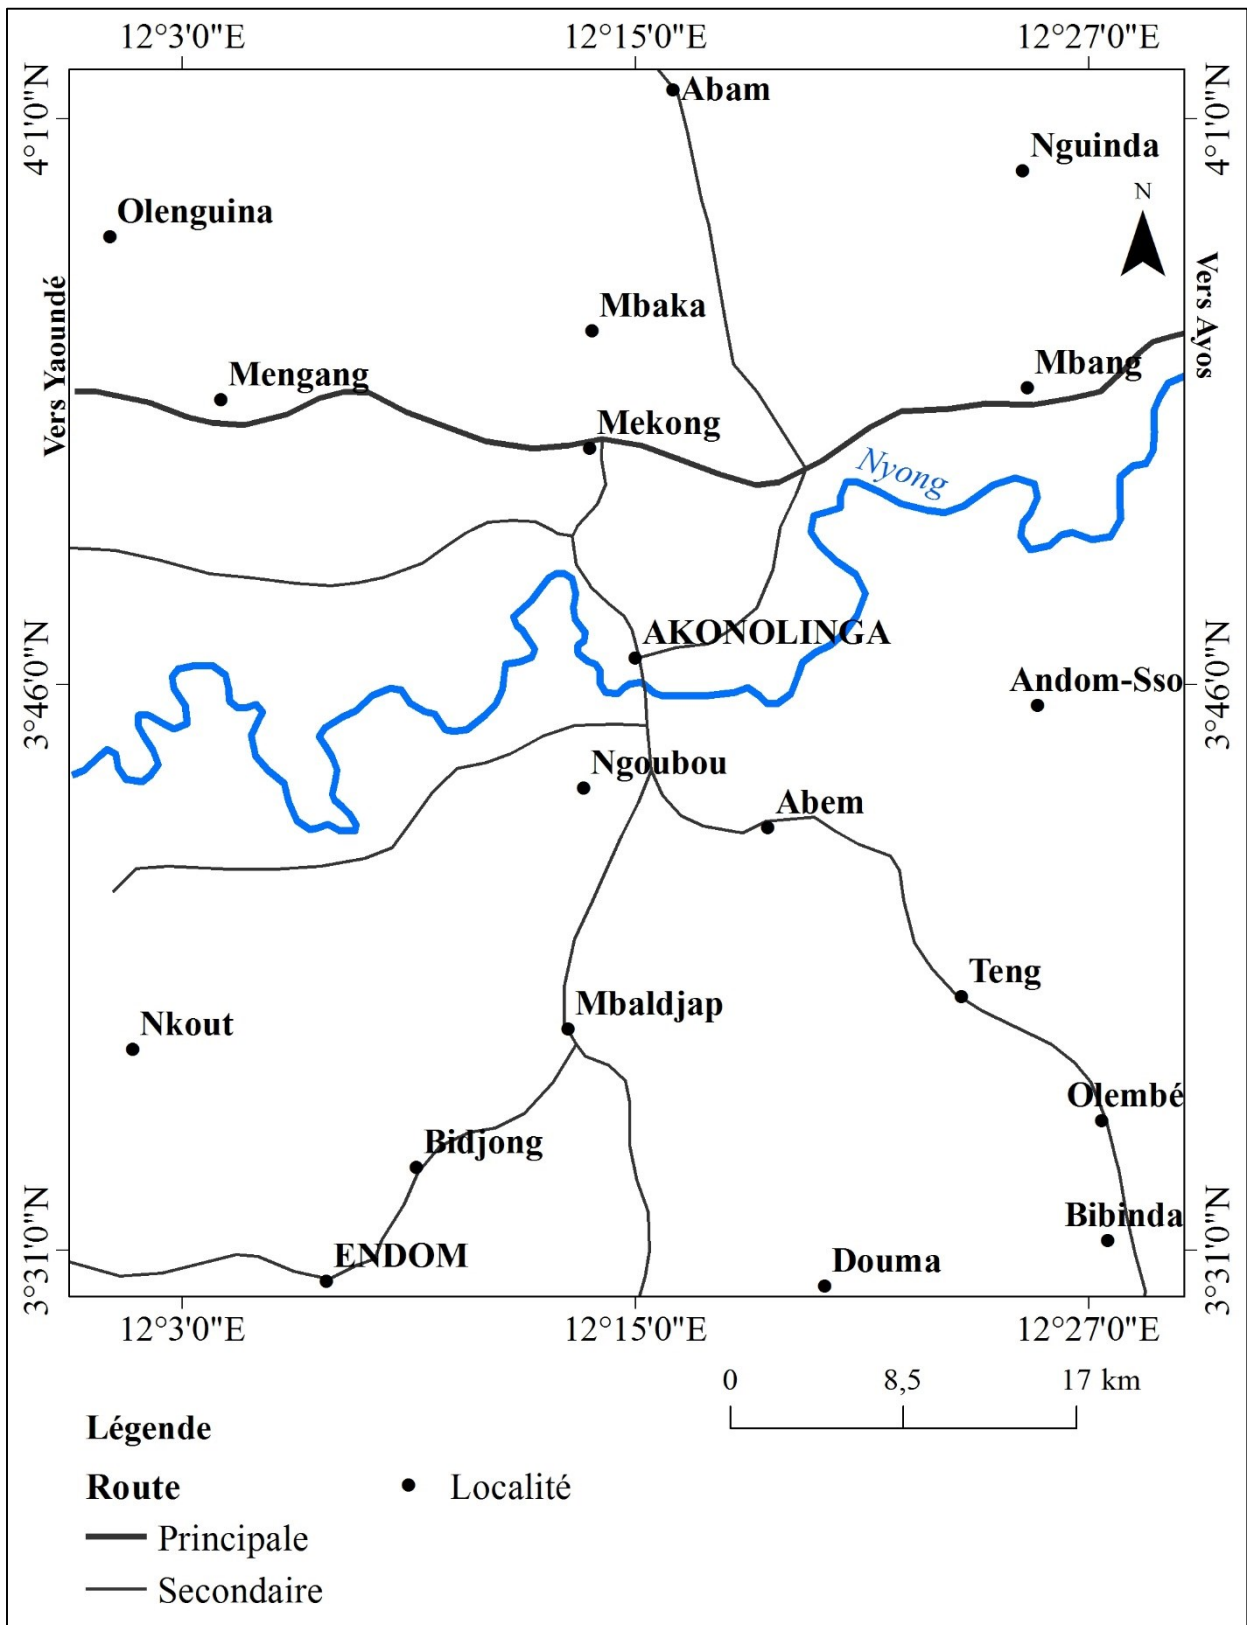 12°3'0"E
12°15'0"E
12°27'0"E
4°1'0"N
4°1'0"N
Abam
Nguinda
N
Olenguina
Vers Yaoundé
Vers Ayos
Mbaka
Mbang
Mengang
Mekong
Nyong
AKONOLINGA
3°46'0"N
3°46'0"N
Andom-Sso
Ngoubou
Abem
Teng
Mbaldjap
Nkout
Olembé
Bidjong
Bibinda
3°31'0"N
3°31'0"N
ENDOM
Douma
12°3'0"E
12°15'0"E
12°27'0"E
0
8,5
17 km
Légende
Route
Localité
Principale
Secondaire